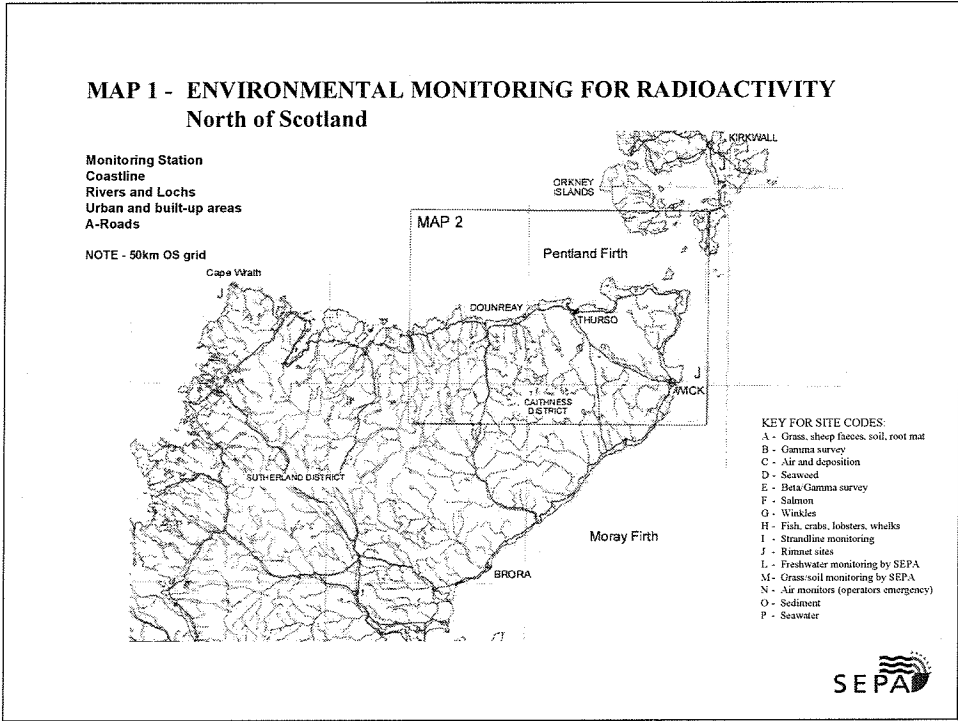 MAP 1 - ENVIRONMENTAL MONITORING FOR RADIOACTIVITY
North of Scotland
Monitoring Station
Coastline
Rivers and Lochs
Urban and built-up areas
A-Roads
NOTE - 50km OS grid
KIRKWALL
J
ORKNEY
ISLANDS
MAP 2
Pentland Firth
Cape Wrath
J
DOUNREAY
THURSO
J
WICK
CAITHNESS
DISTRICT
SUTHERLAND DISTRICT
Moray Firth
BRORA
KEY FOR SITE CODES:
A - Grass, sheep faeces, soil, root mat
B - Gamma survey
C - Air and deposition
D - Seaweed
E - Beta/Gamma survey
F - Salmon
G - Winkles
H - Fish, crabs, lobsters, whelks
I - Strandline monitoring
J - Rimnet sites
L - Freshwater monitoring by SEPA
M - Grass/soil monitoring by SEPA
N - Air monitors (operators emergency)
O - Sediment
P - Seawater
SEPA